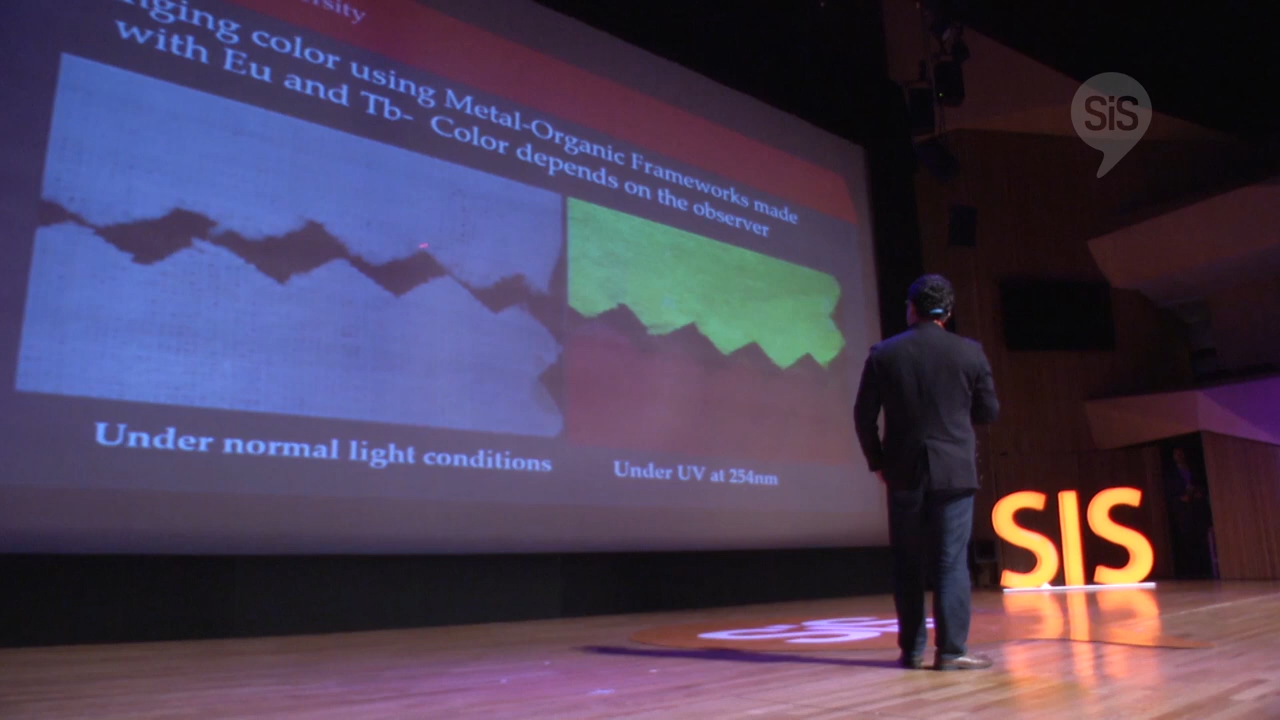 SiS
nging color using Metal-Organic Frameworks made
with Eu and Tb- Color depends on the observer
Under normal light conditions
Under UV at 254nm
SIS